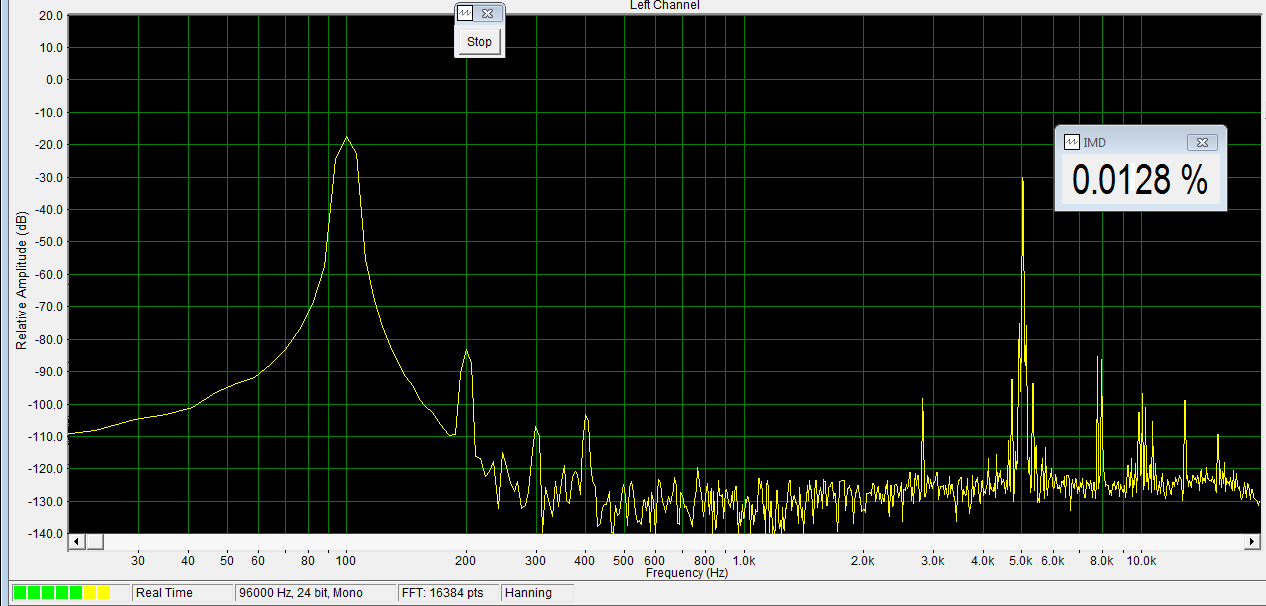 Left Channel
Stop
IMD
0.0128 %
Relative Amplitude (dB)
20.0
10.0
0.0
-10.0
-20.0
-30.0
-40.0
-50.0
-60.0
-70.0
-80.0
-90.0
-100.0
-110.0
-120.0
-130.0
-140.0
30 40 50 60 80 100 200 300 400 500 600 800 1.0k 2.0k 3.0k 4.0k 5.0k 6.0k 8.0k 10.0k
Frequency (Hz)
Real Time 96000 Hz, 24 bit, Mono FFT: 16384 pts Hanning